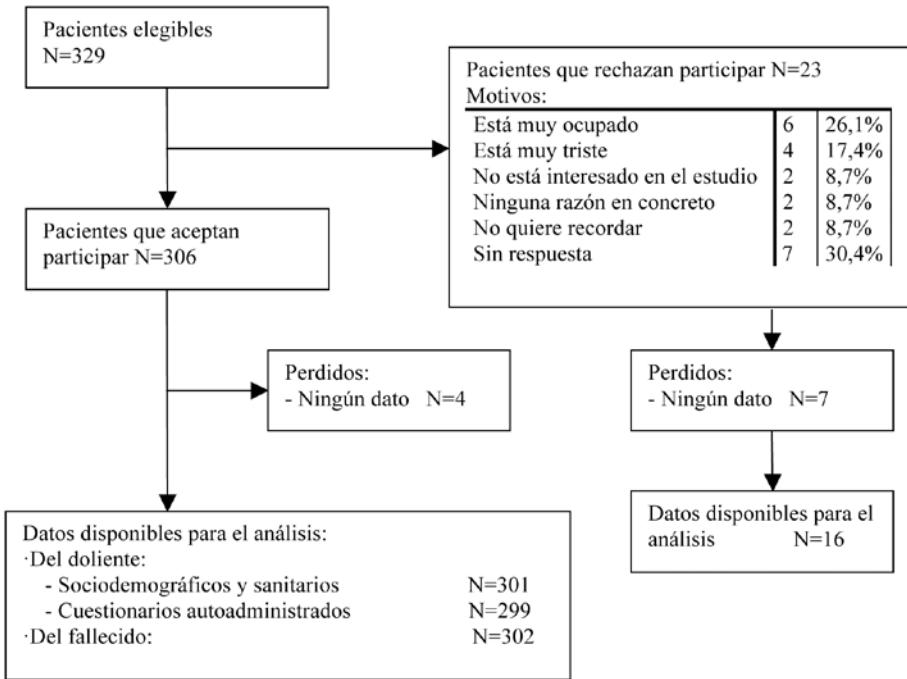 Pacientes elegibles
N=329
Pacientes que rechazan participar N=23
Motivos:
Está muy ocupado 6 26,1%
Está muy triste 4 17,4%
No está interesado en el estudio 2 8,7%
Ninguna razón en concreto 2 8,7%
No quiere recordar 2 8,7%
Sin respuesta 7 30,4%
Pacientes que aceptan
participar N=306
Perdidos:
- Ningún dato N=4
Perdidos:
- Ningún dato N=7
Datos disponibles para el
análisis N=16
Datos disponibles para el análisis:
·Del doliente:
- Sociodemográficos y sanitarios N=301
- Cuestionarios autoadministrados N=299
·Del fallecido: N=302